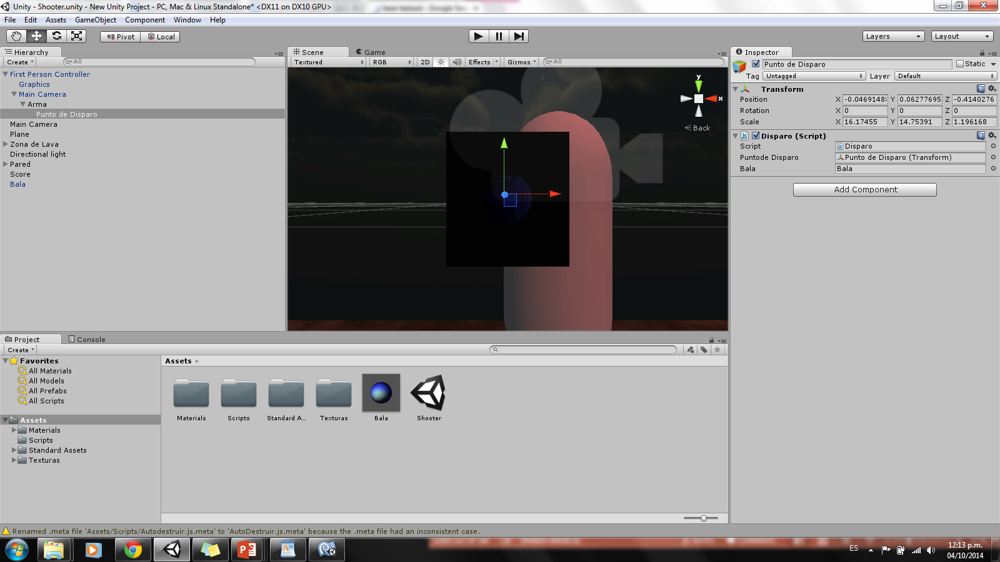 Unity - Shooter.unity - New Unity Project - PC, Mac & Linux Standalone* <DX11 on DX10 GPU>
File Edit Assets GameObject Component Window Help
Pivot Local Layers Layout
Hierarchy
Create All
First Person Controller
Graphics
Main Camera
Arma
Punto de Disparo
Main Camera
Plane
Zona de Lava
Directional light
Pared
Score
Bala
Scene Game
Textured RGB 2D Effects Gizmos All
y
x
Back
Inspector
Punto de Disparo Static
Tag Untagged Layer Default
Transform
Position X -0.0469148 Y 0.06277695 Z -0.4140276
Rotation X 0 Y 0 Z 0
Scale X 16.17455 Y 14.75391 Z 1.196168
Disparo (Script)
Script Disparo
Puntode Disparo Punto de Disparo (Transform)
Bala Bala
Add Component
Project Console
Create
Favorites
All Materials
All Models
All Prefabs
All Scripts
Assets
Materials
Scripts
Standard Assets
Texturas
Assets
Materials Scripts Standard A... Texturas Bala Shooter
Renamed .meta file 'Assets/Scripts/Autodestruir.js.meta' to 'AutoDestruir.js.meta' because the .meta file had an inconsistent case.
ES
12:13 p.m.
04/10/2014